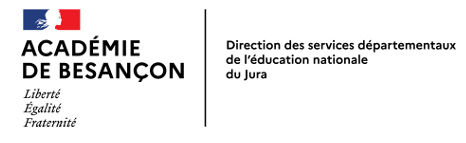 ACADÉMIE
DE BESANÇON
Liberté
Égalité
Fraternité
Direction des services départementaux
de l'éducation nationale
du Jura